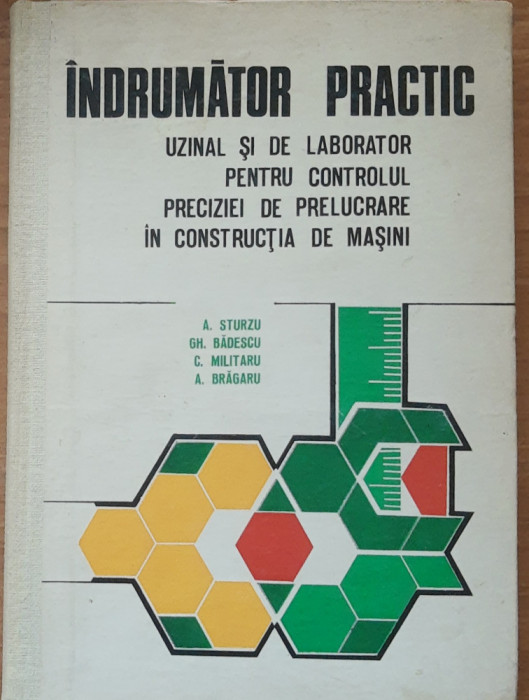 ÎNDRUMĂTOR PRACTIC
UZINAL ŞI DE LABORATOR
PENTRU CONTROLUL
PRECIZIEI DE PRELUCRARE
ÎN CONSTRUCŢIA DE MAŞINI
A. STURZU
GH. BĂDESCU
C. MILITARU
A. BRĂGARU